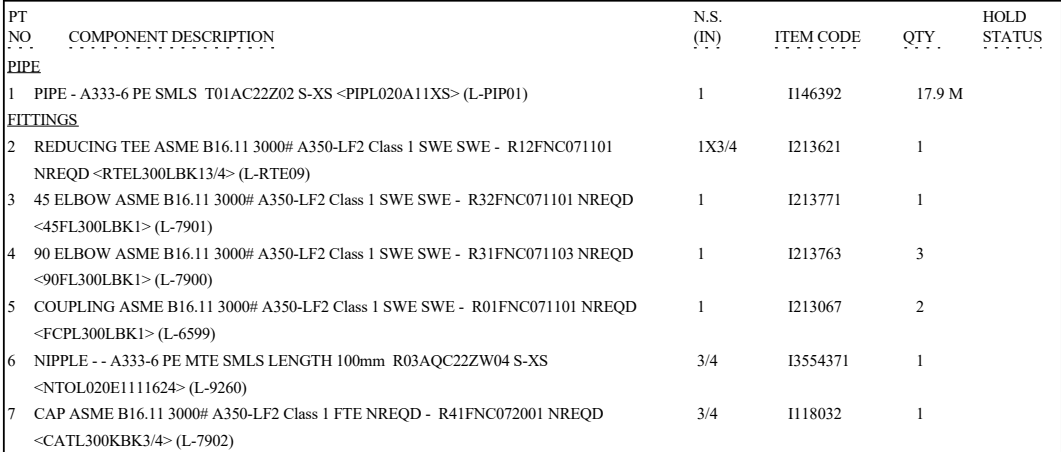 PT N.S. HOLD
NO COMPONENT DESCRIPTION (IN) ITEM CODE QTY STATUS
PIPE
1 PIPE - A333-6 PE SMLS T01AC22Z02 S-XS <PIPL020A11XS> (L-PIP01) 1 I146392 17.9 M
FITTINGS
2 REDUCING TEE ASME B16.11 3000# A350-LF2 Class 1 SWE SWE - R12FNC071101 1X3/4 I213621 1
NREQD <RTEL300LBK13/4> (L-RTE09)
3 45 ELBOW ASME B16.11 3000# A350-LF2 Class 1 SWE SWE - R32FNC071101 NREQD 1 I213771 1
<45FL300LBK1> (L-7901)
4 90 ELBOW ASME B16.11 3000# A350-LF2 Class 1 SWE SWE - R31FNC071103 NREQD 1 I213763 3
<90FL300LBK1> (L-7900)
5 COUPLING ASME B16.11 3000# A350-LF2 Class 1 SWE SWE - R01FNC071101 NREQD 1 I213067 2
<FCPL300LBK1> (L-6599)
6 NIPPLE - - A333-6 PE MTE SMLS LENGTH 100mm R03AQC22ZW04 S-XS 3/4 I3554371 1
<NTOL020E1111624> (L-9260)
7 CAP ASME B16.11 3000# A350-LF2 Class 1 FTE NREQD - R41FNC072001 NREQD 3/4 I118032 1
<CATL300KBK3/4> (L-7902)